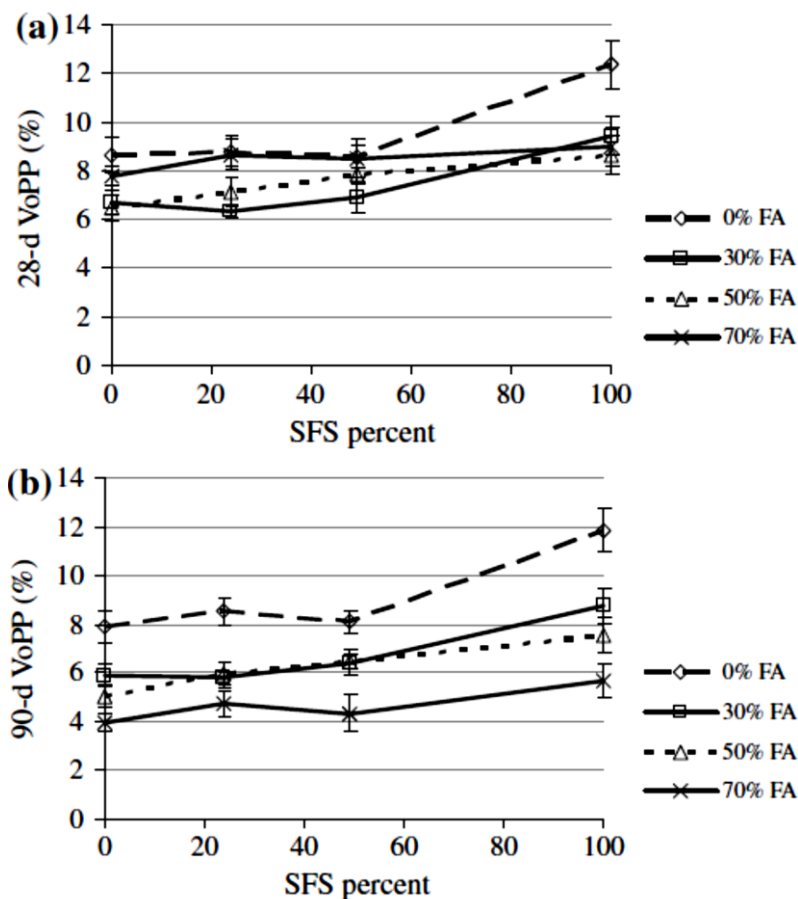 (a)
14
12
10
8
6
4
2
0
28-d VoPP (%)
0 20 40 60 80 100
SFS percent
0% FA
30% FA
50% FA
70% FA
(b)
14
12
10
8
6
4
2
0
90-d VoPP (%)
0 20 40 60 80 100
SFS percent
0% FA
30% FA
50% FA
70% FA